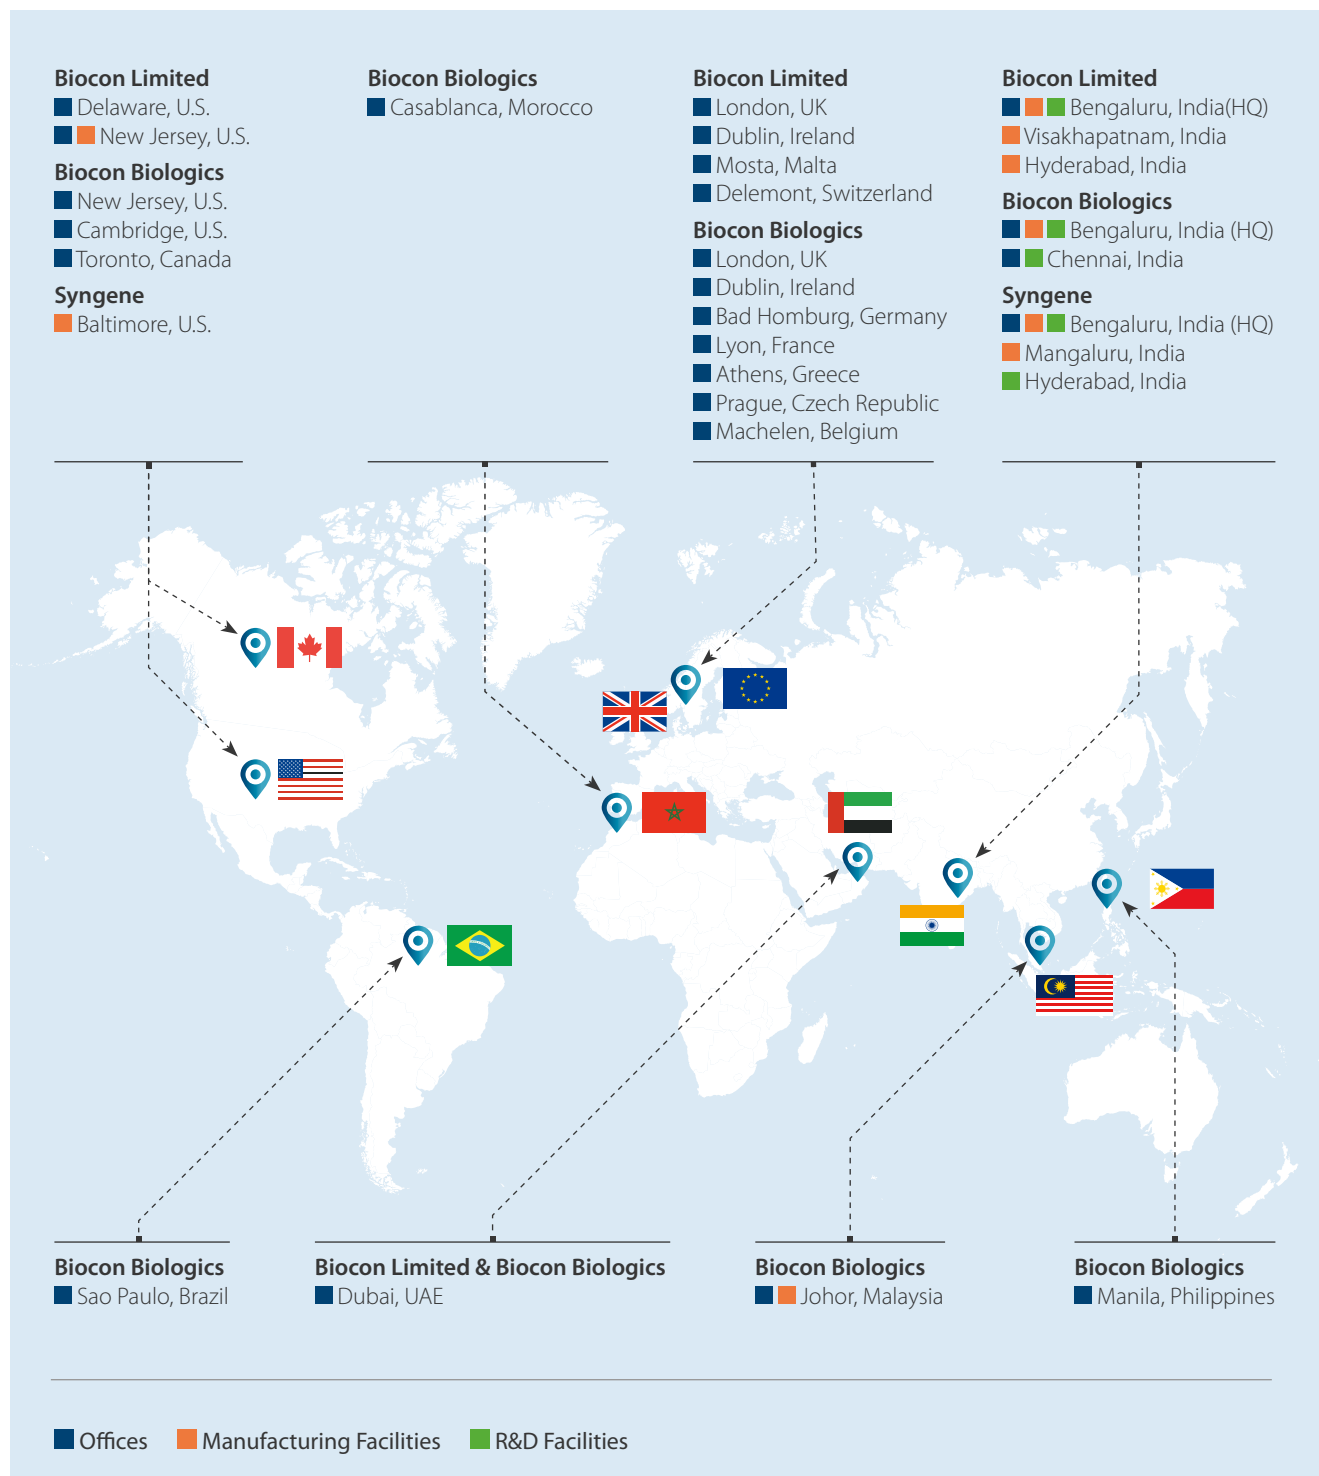 Biocon Limited
Delaware, U.S.
New Jersey, U.S.
Biocon Biologics
New Jersey, U.S.
Cambridge, U.S.
Toronto, Canada
Syngene
Baltimore, U.S.
Biocon Biologics
Casablanca, Morocco
Biocon Limited
London, UK
Dublin, Ireland
Mosta, Malta
Delemont, Switzerland
Biocon Biologics
London, UK
Dublin, Ireland
Bad Homburg, Germany
Lyon, France
Athens, Greece
Prague, Czech Republic
Machelen, Belgium
Biocon Limited
Bengaluru, India(HQ)
Visakhapatnam, India
Hyderabad, India
Biocon Biologics
Bengaluru, India (HQ)
Chennai, India
Syngene
Bengaluru, India (HQ)
Mangaluru, India
Hyderabad, India
Biocon Biologics
Sao Paulo, Brazil
Biocon Limited & Biocon Biologics
Dubai, UAE
Biocon Biologics
Johor, Malaysia
Biocon Biologics
Manila, Philippines
Offices
Manufacturing Facilities
R&D Facilities